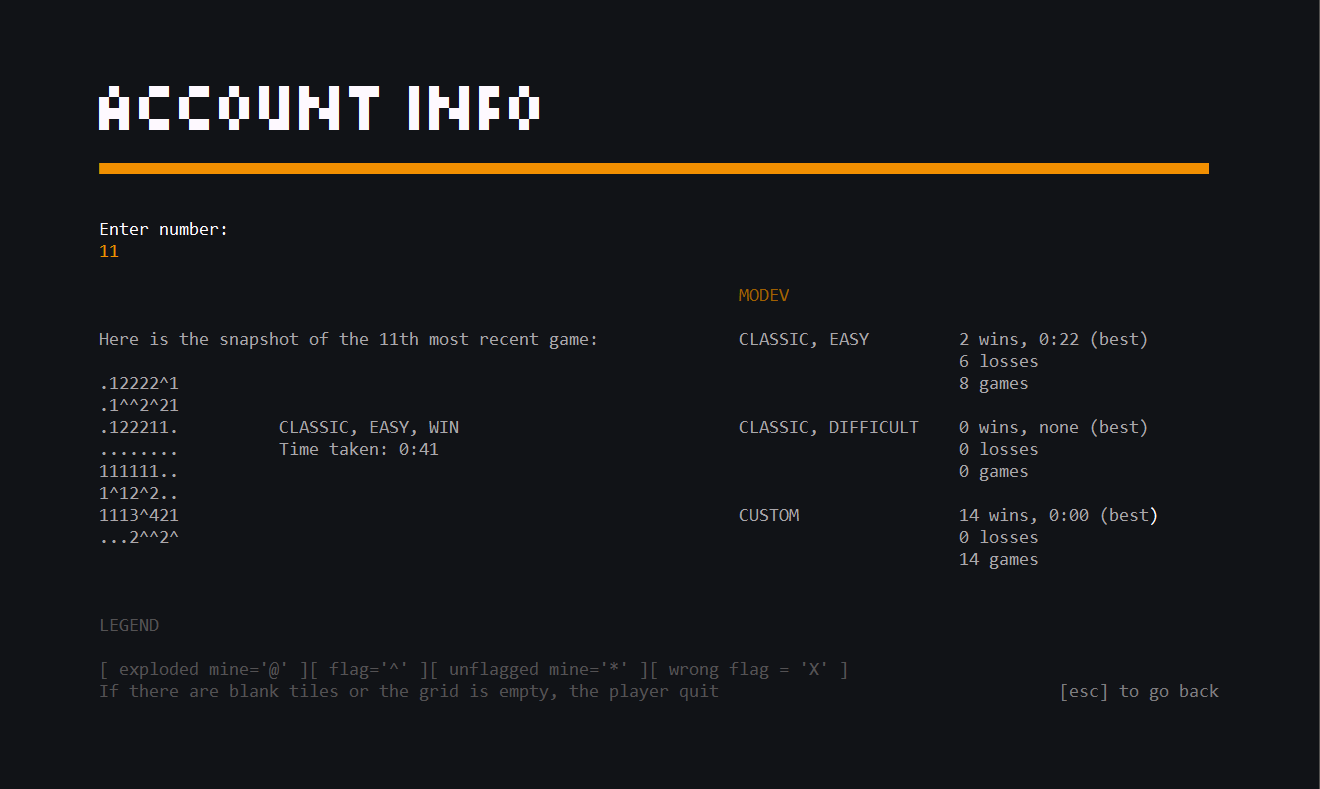 ACCOUNT INFO
Enter number:
11
Here is the snapshot of the 11th most recent game:
.12222^1
.1^^2^21
.122211.
........
111111..
1^12^2..
1113^421
...2^^2^
CLASSIC, EASY, WIN
Time taken: 0:41
MODEV
CLASSIC, EASY 2 wins, 0:22 (best)
6 losses
8 games
CLASSIC, DIFFICULT 0 wins, none (best)
0 losses
0 games
CUSTOM 14 wins, 0:00 (best)
0 losses
14 games
LEGEND
[ exploded mine='@' ][ flag='^' ][ unflagged mine='*' ][ wrong flag = 'X' ]
If there are blank tiles or the grid is empty, the player quit
[esc] to go back